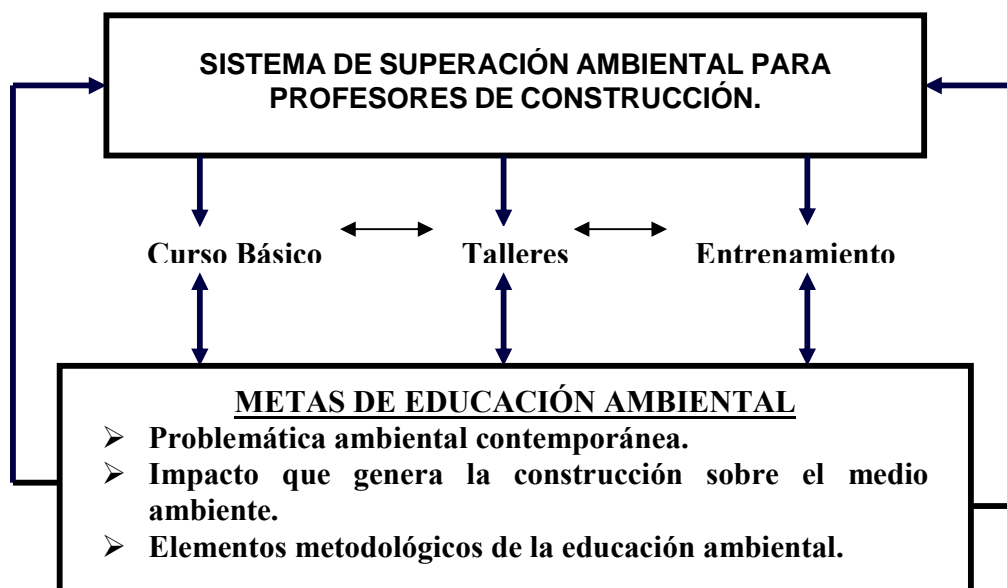 SISTEMA DE SUPERACIÓN AMBIENTAL PARA
PROFESORES DE CONSTRUCCIÓN.
Curso Básico Talleres Entrenamiento
METAS DE EDUCACIÓN AMBIENTAL
➢ Problemática ambiental contemporánea.
➢ Impacto que genera la construcción sobre el medio
ambiente.
➢ Elementos metodológicos de la educación ambiental.